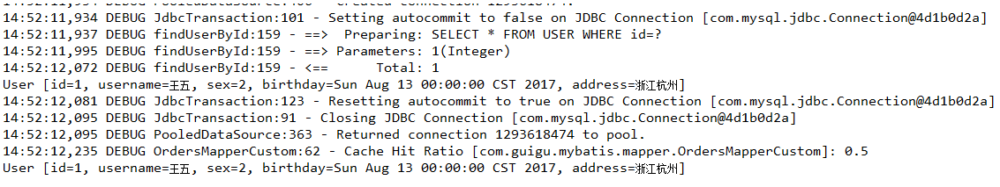 14:52:11,934 DEBUG JdbcTransaction:101 - Setting autocommit to false on JDBC Connection [com.mysql.jdbc.Connection@4d1b0d2a]
14:52:11,937 DEBUG findUserById:159 - ==>  Preparing: SELECT * FROM USER WHERE id=?
14:52:11,995 DEBUG findUserById:159 - ==> Parameters: 1(Integer)
14:52:12,072 DEBUG findUserById:159 - <==      Total: 1
User [id=1, username=王五, sex=2, birthday=Sun Aug 13 00:00:00 CST 2017, address=浙江杭州]
14:52:12,081 DEBUG JdbcTransaction:123 - Resetting autocommit to true on JDBC Connection [com.mysql.jdbc.Connection@4d1b0d2a]
14:52:12,095 DEBUG JdbcTransaction:91 - Closing JDBC Connection [com.mysql.jdbc.Connection@4d1b0d2a]
14:52:12,095 DEBUG PooledDataSource:363 - Returned connection 1293618474 to pool.
14:52:12,235 DEBUG OrdersMapperCustom:62 - Cache Hit Ratio [com.guigu.mybatis.mapper.OrdersMapperCustom]: 0.5
User [id=1, username=王五, sex=2, birthday=Sun Aug 13 00:00:00 CST 2017, address=浙江杭州]